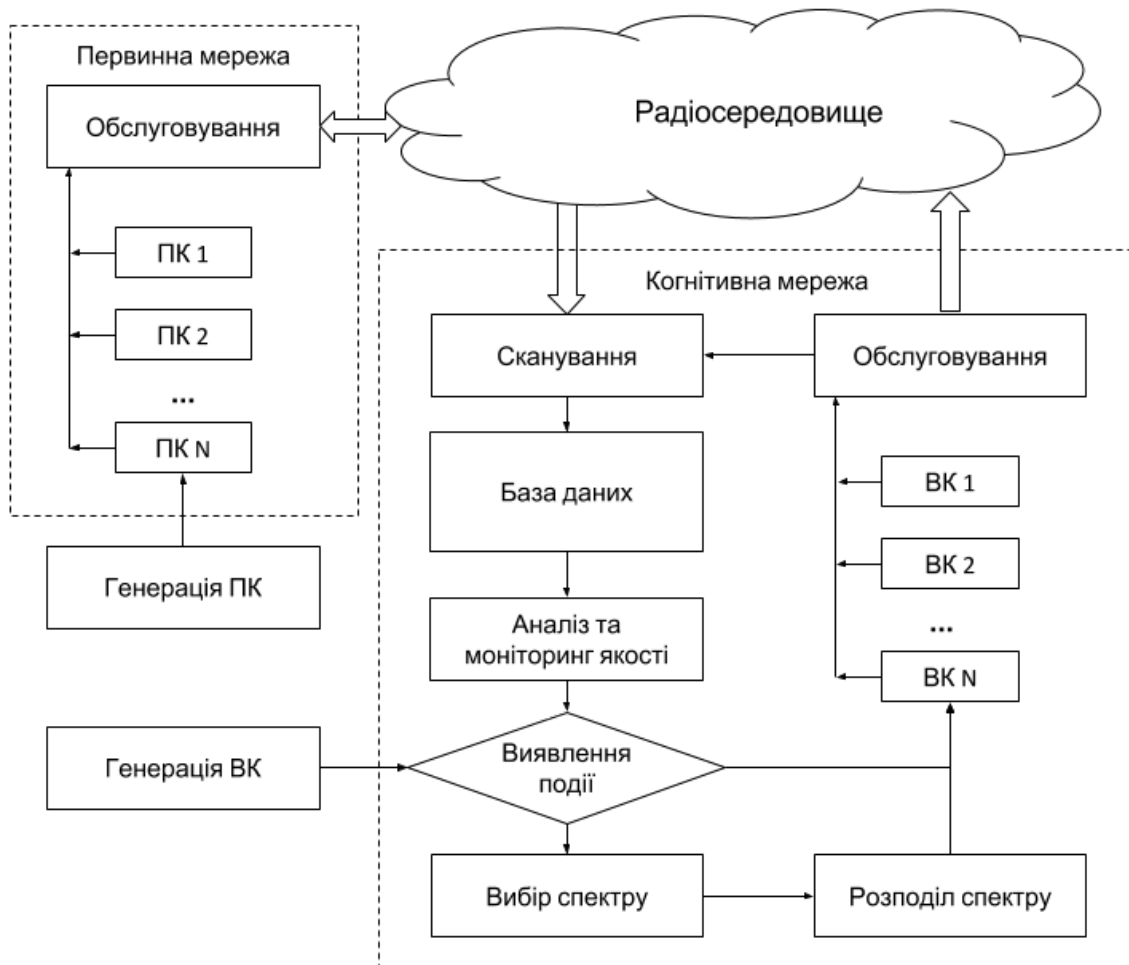 Первинна мережа
Обслуговування
Радіосередовище
ПК 1
ПК 2
...
ПК N
Генерація ПК
Генерація ВК
Когнітивна мережа
Сканування
Обслуговування
База даних
Аналіз та
моніторинг якості
ВК 1
ВК 2
...
ВК N
Виявлення
події
Вибір спектру
Розподіл спектру